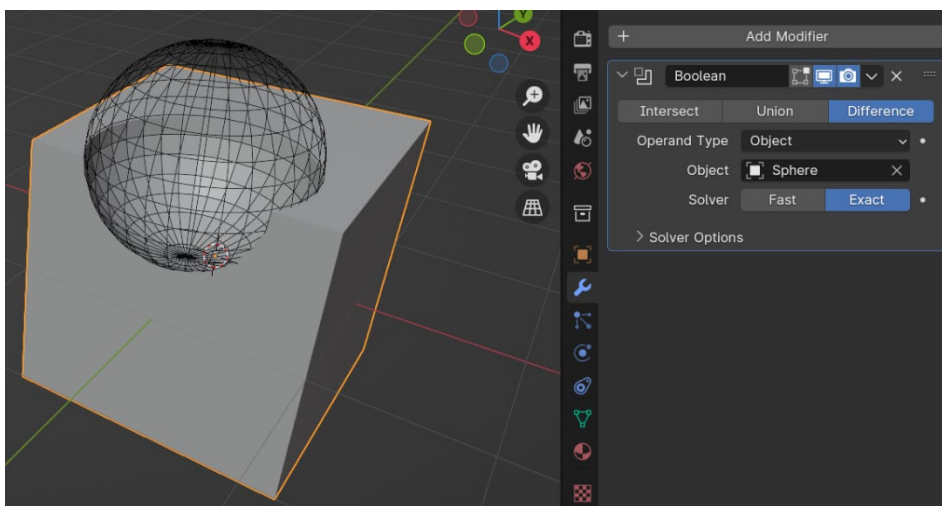 Y
X
+ Add Modifier
Boolean
Intersect Union Difference
Operand Type Object
Object Sphere
Solver Fast Exact
Solver Options